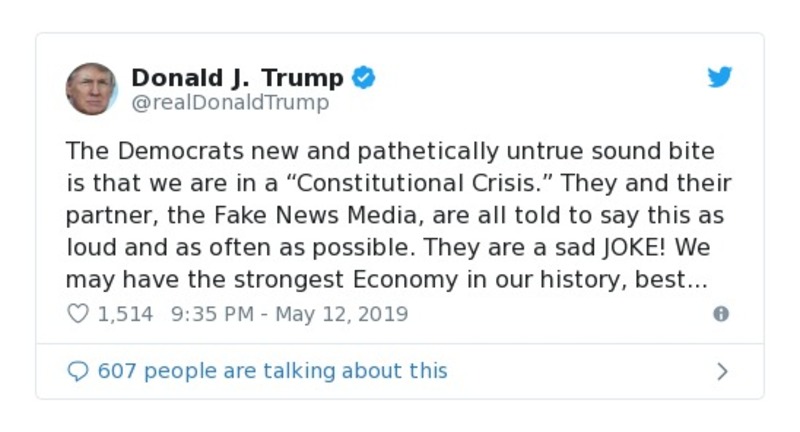 Donald J. Trump
@realDonaldTrump
The Democrats new and pathetically untrue sound bite
is that we are in a “Constitutional Crisis.” They and their
partner, the Fake News Media, are all told to say this as
loud and as often as possible. They are a sad JOKE! We
may have the strongest Economy in our history, best...
1,514 9:35 PM - May 12, 2019
607 people are talking about this